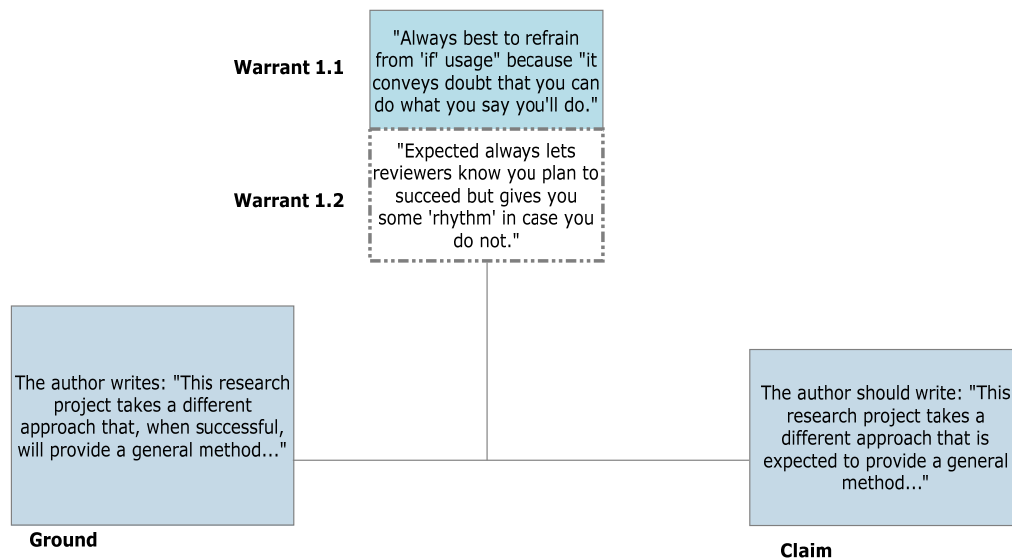 Warrant 1.1
"Always best to refrain
from 'if' usage" because "it
conveys doubt that you can
do what you say you'll do."
Warrant 1.2
"Expected always lets
reviewers know you plan to
succeed but gives you
some 'rhythm' in case you
do not."
The author writes: "This research
project takes a different
approach that, when successful,
will provide a general method..."
Ground
The author should write: "This
research project takes a
different approach that is
expected to provide a general
method..."
Claim